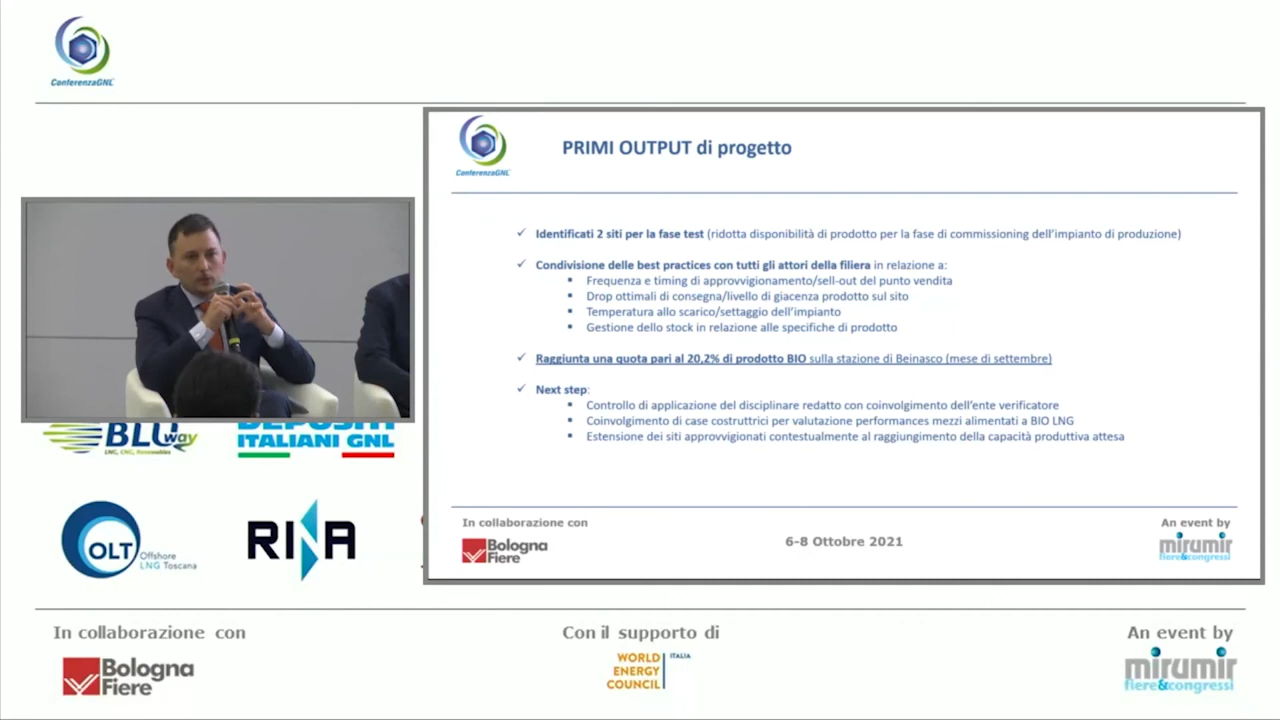 ConferenzaGNL
ConferenzaGNL
PRIMI OUTPUT di progetto
✓ Identificati 2 siti per la fase test (ridotta disponibilità di prodotto per la fase di commissioning dell'impianto di produzione)
✓ Condivisione delle best practices con tutti gli attori della filiera in relazione a:
▪ Frequenza e timing di approvvigionamento/sell-out del punto vendita
▪ Drop ottimali di consegna/livello di giacenza prodotto sul sito
▪ Temperatura allo scarico/settaggio dell'impianto
▪ Gestione dello stock in relazione alle specifiche di prodotto
✓ Raggiunta una quota pari al 20,2% di prodotto BIO sulla stazione di Beinasco (mese di settembre)
✓ Next step:
▪ Controllo di applicazione del disciplinare redatto con coinvolgimento dell'ente verificatore
▪ Coinvolgimento di case costruttrici per valutazione performances mezzi alimentati a BIO LNG
▪ Estensione dei siti approvvigionati contestualmente al raggiungimento della capacità produttiva attesa
In collaborazione con
Bologna
Fiere
6-8 Ottobre 2021
An event by
mirumir
fiere&congressi
BLUway
LNG, CNG, Renewables
DEPOSITI
ITALIANI GNL
OLT
Offshore
LNG Toscana
RINA
In collaborazione con
Bologna
Fiere
Con il supporto di
WORLD
ENERGY
COUNCIL
ITALIA
An event by
mirumir
fiere&congressi